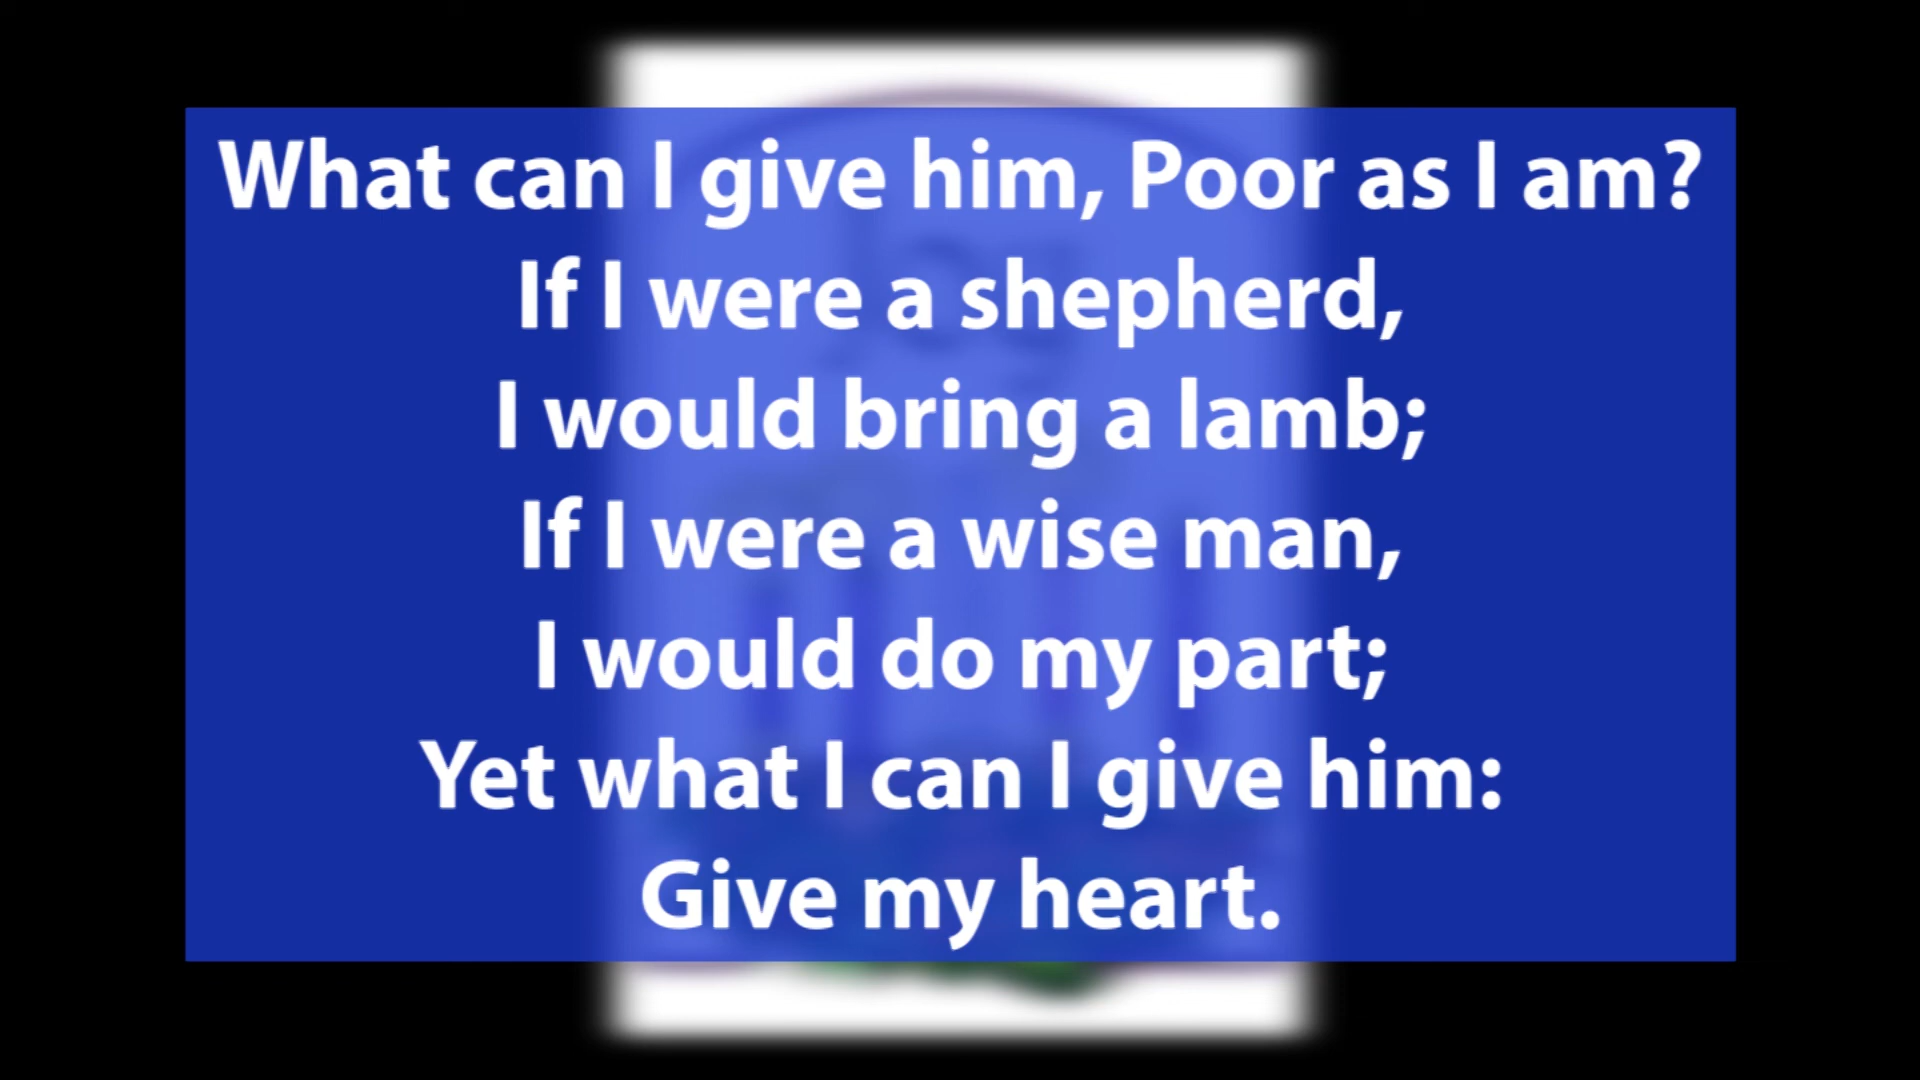 What can I give him, Poor as I am?
If I were a shepherd,
I would bring a lamb;
If I were a wise man,
I would do my part;
Yet what I can I give him:
Give my heart.